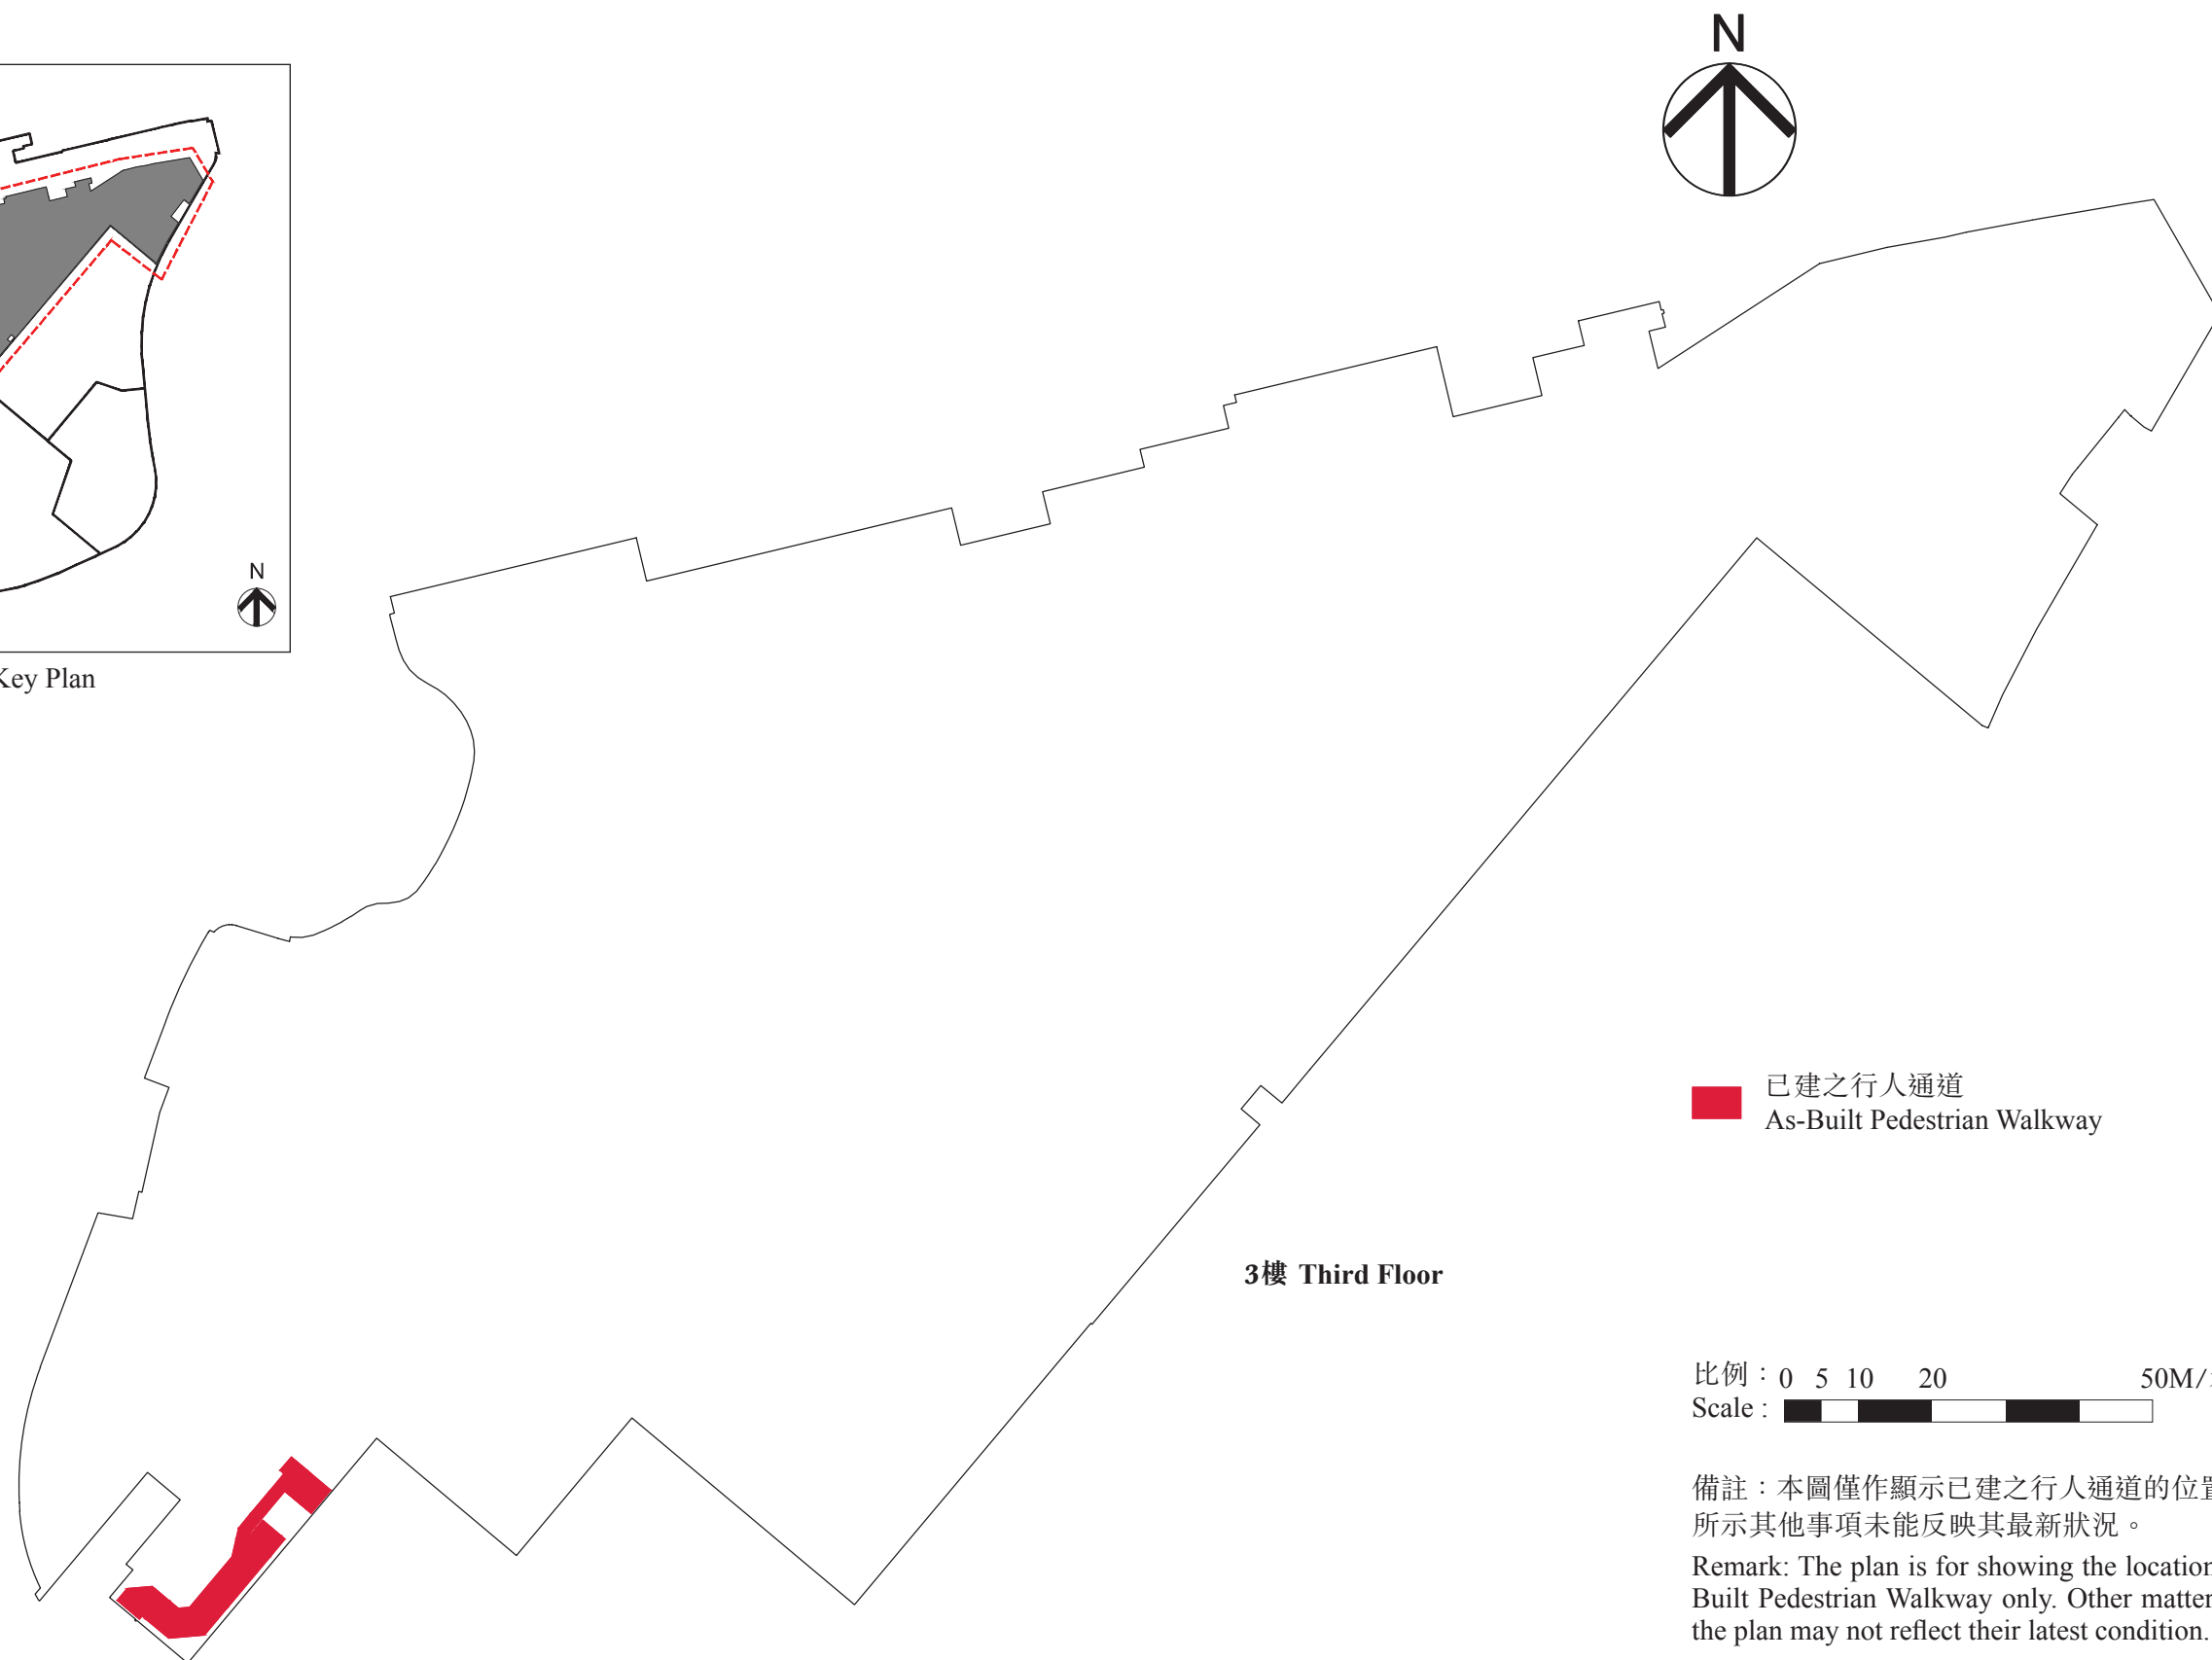 N
N
Key Plan
已建之行人通道
As-Built Pedestrian Walkway
3樓 Third Floor
比例：0 5 10 20 50M/
Scale :
備註：本圖僅作顯示已建之行人通道的位置
所示其他事項未能反映其最新狀況。
Remark: The plan is for showing the location
Built Pedestrian Walkway only. Other matter
the plan may not reflect their latest condition.